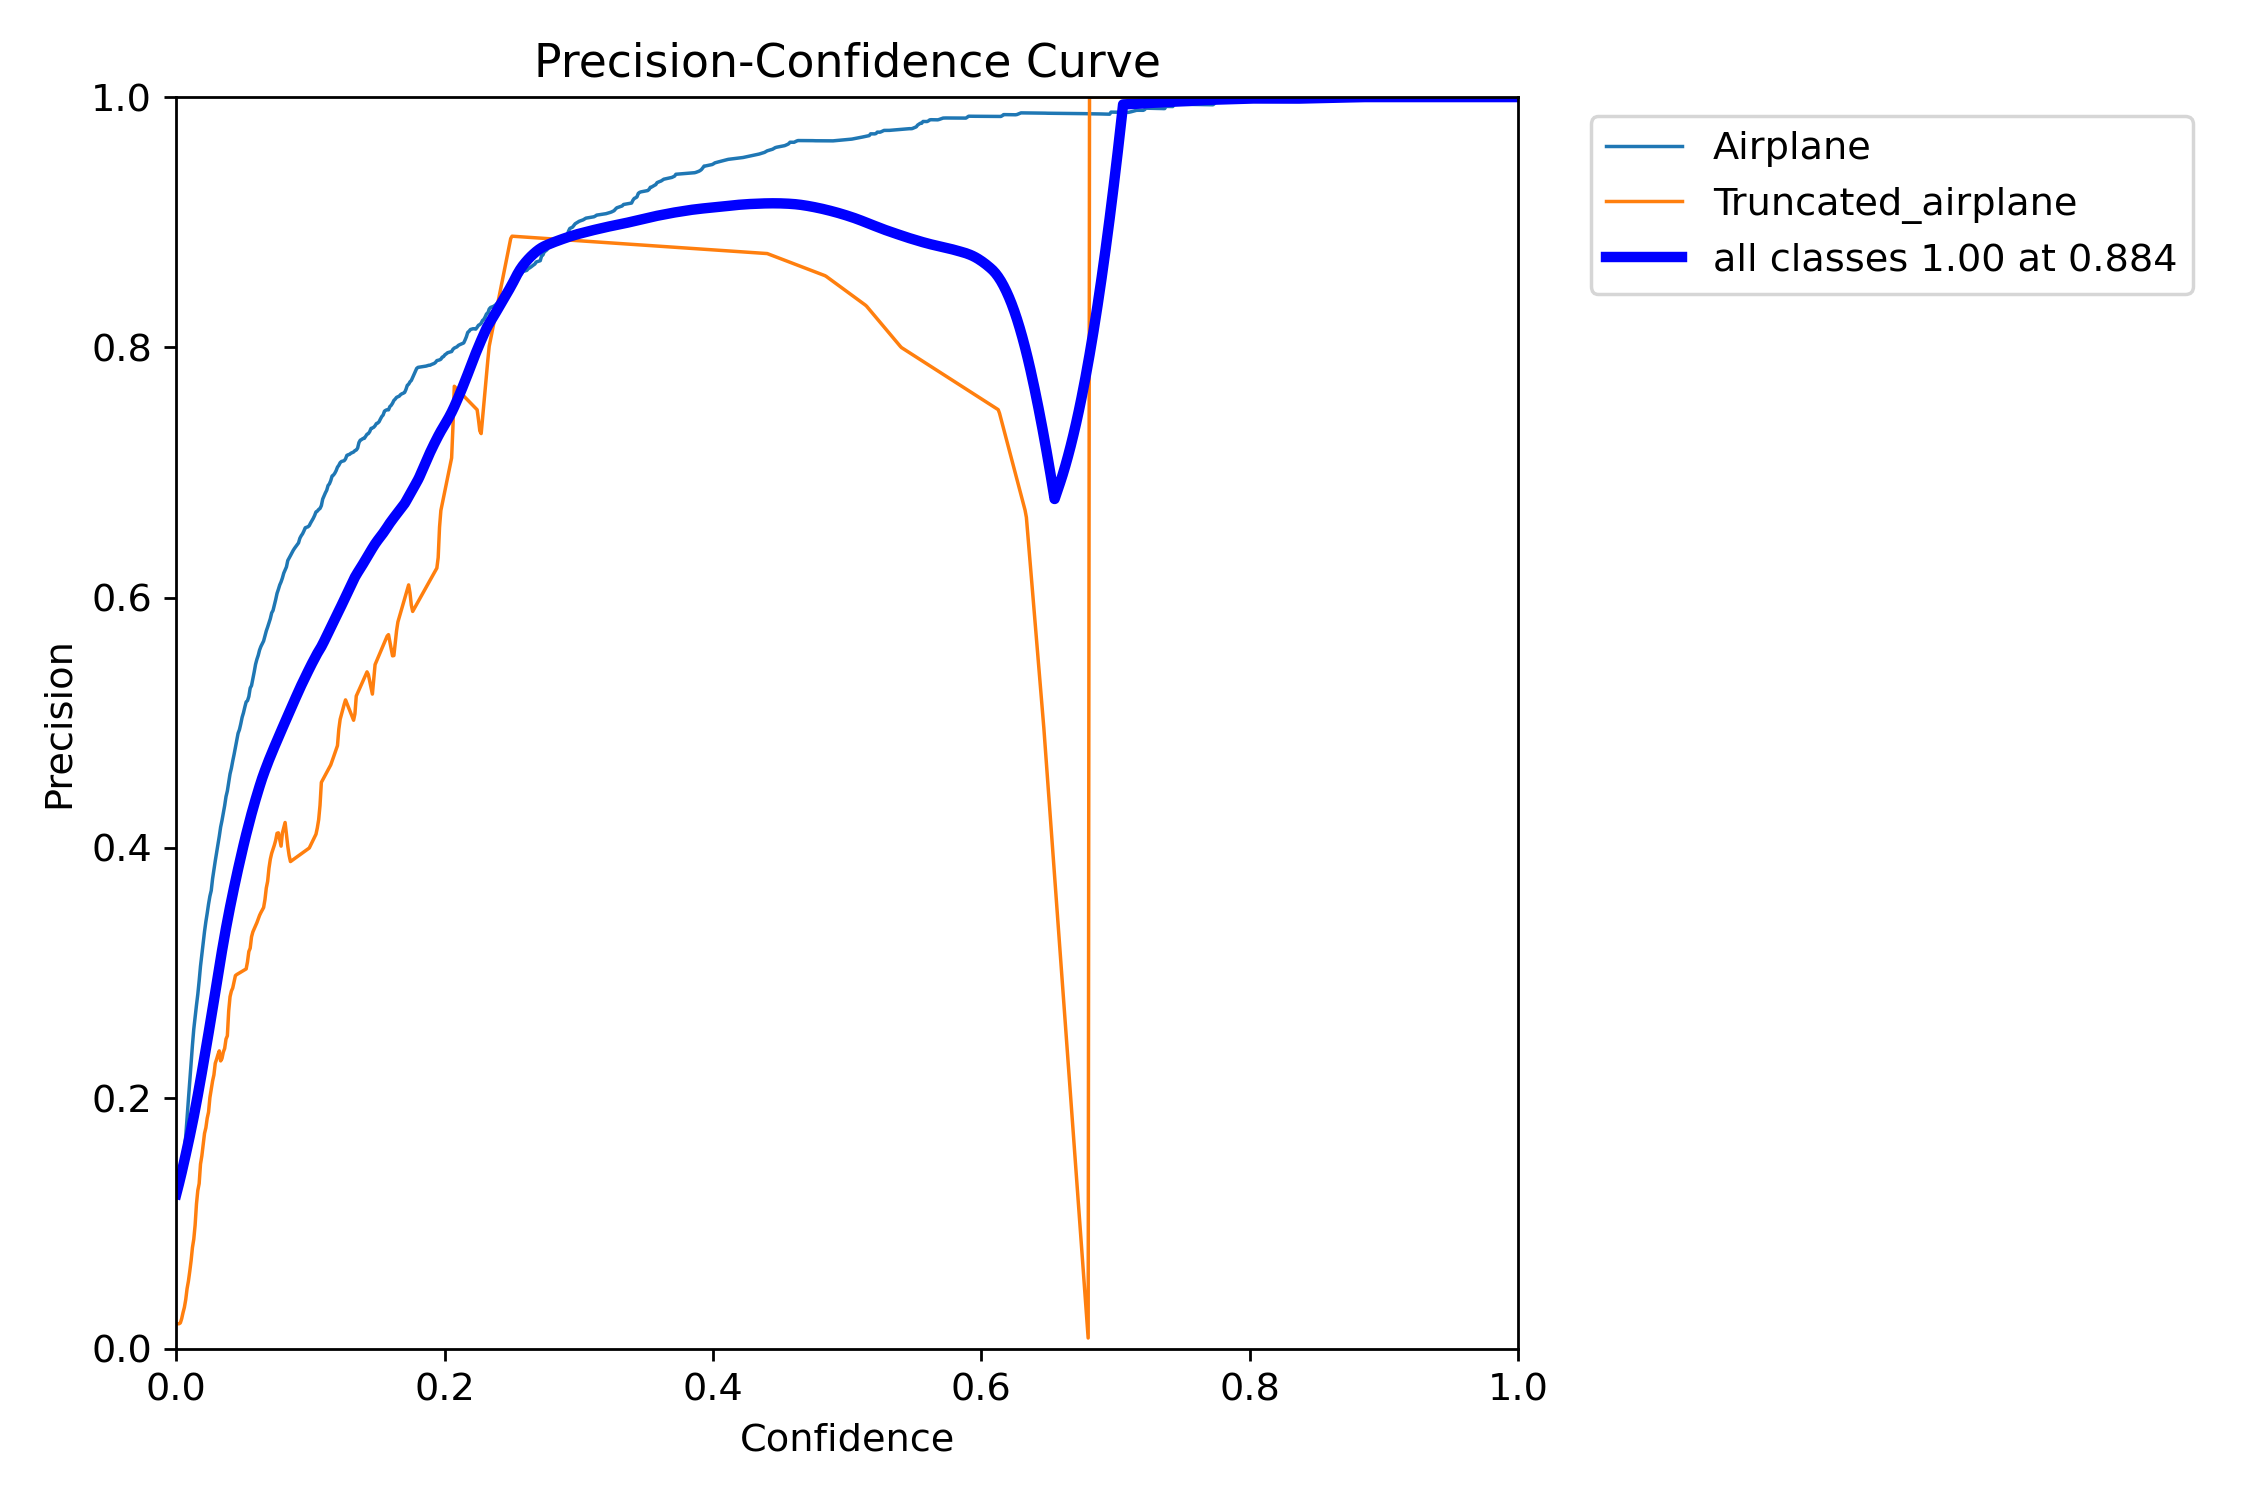 Precision-Confidence Curve
1.0
0.8
0.6
0.4
0.2
0.0
Precision
0.0 0.2 0.4 0.6 0.8 1.0
Confidence
Airplane
Truncated_airplane
all classes 1.00 at 0.884